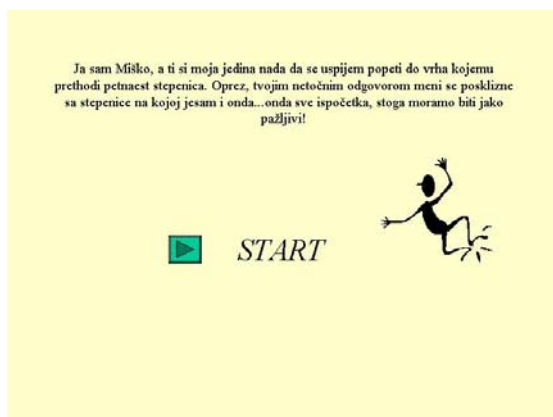 Ja sam Miško, a ti si moja jedina nada da se uspijem popeti do vrha kojemu
prethodi petnaest stepenica. Oprez, tvojim netočnim odgovorom meni se posklizne
sa stepenice na kojoj jesam i onda...onda sve ispočetka, stoga moramo biti jako
pažljivi!
START